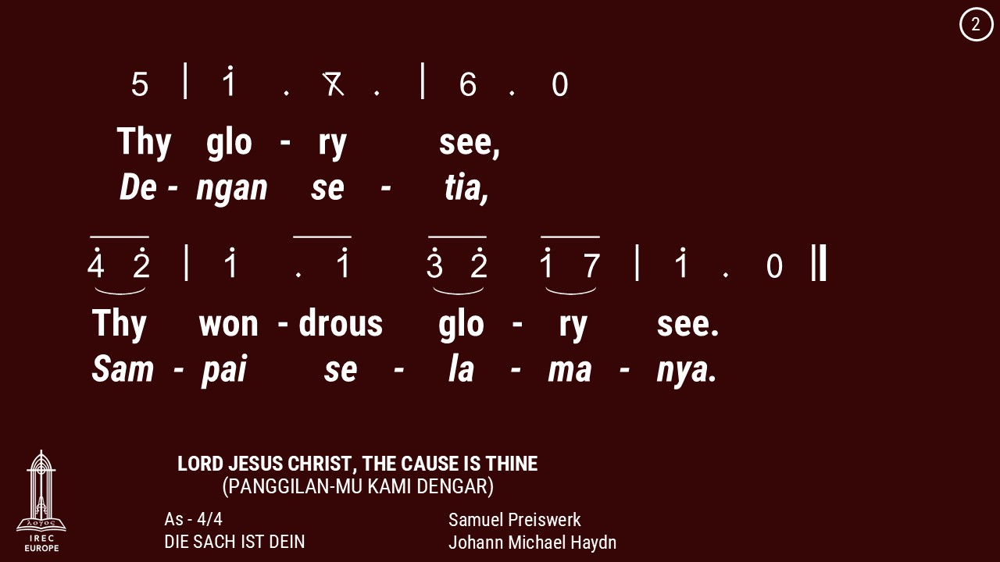 2
5 | 1̇ . 7̸ . | 6 . 0
Thy glo - ry see,
De - ngan se - tia,
4̇ 2̇ | 1̇ . 1̇ 3̇ 2̇ 1̇ 7 | 1̇ . 0 ||
Thy won - drous glo - ry see.
Sam - pai se - la - ma - nya.
LORD JESUS CHRIST, THE CAUSE IS THINE
(PANGGILAN-MU KAMI DENGAR)
As - 4/4
Samuel Preiswerk
DIE SACH IST DEIN
Johann Michael Haydn
λογος
IREC
EUROPE